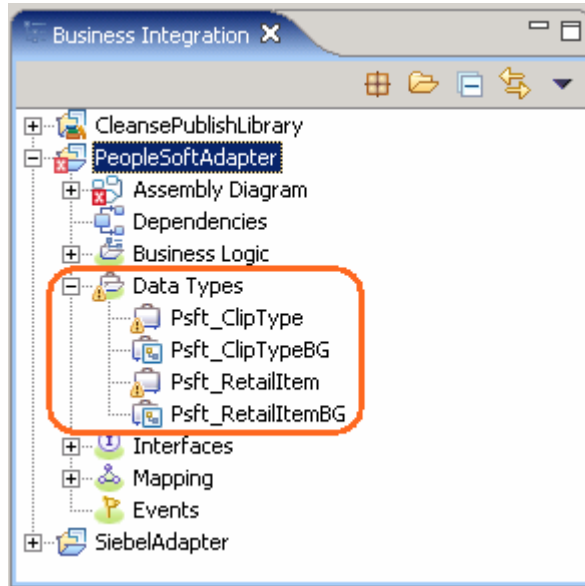 Business Integration
CleansePublishLibrary
PeopleSoftAdapter
Assembly Diagram
Dependencies
Business Logic
Data Types
Psft_ClipType
Psft_ClipTypeBG
Psft_RetailItem
Psft_RetailItemBG
Interfaces
Mapping
Events
SiebelAdapter